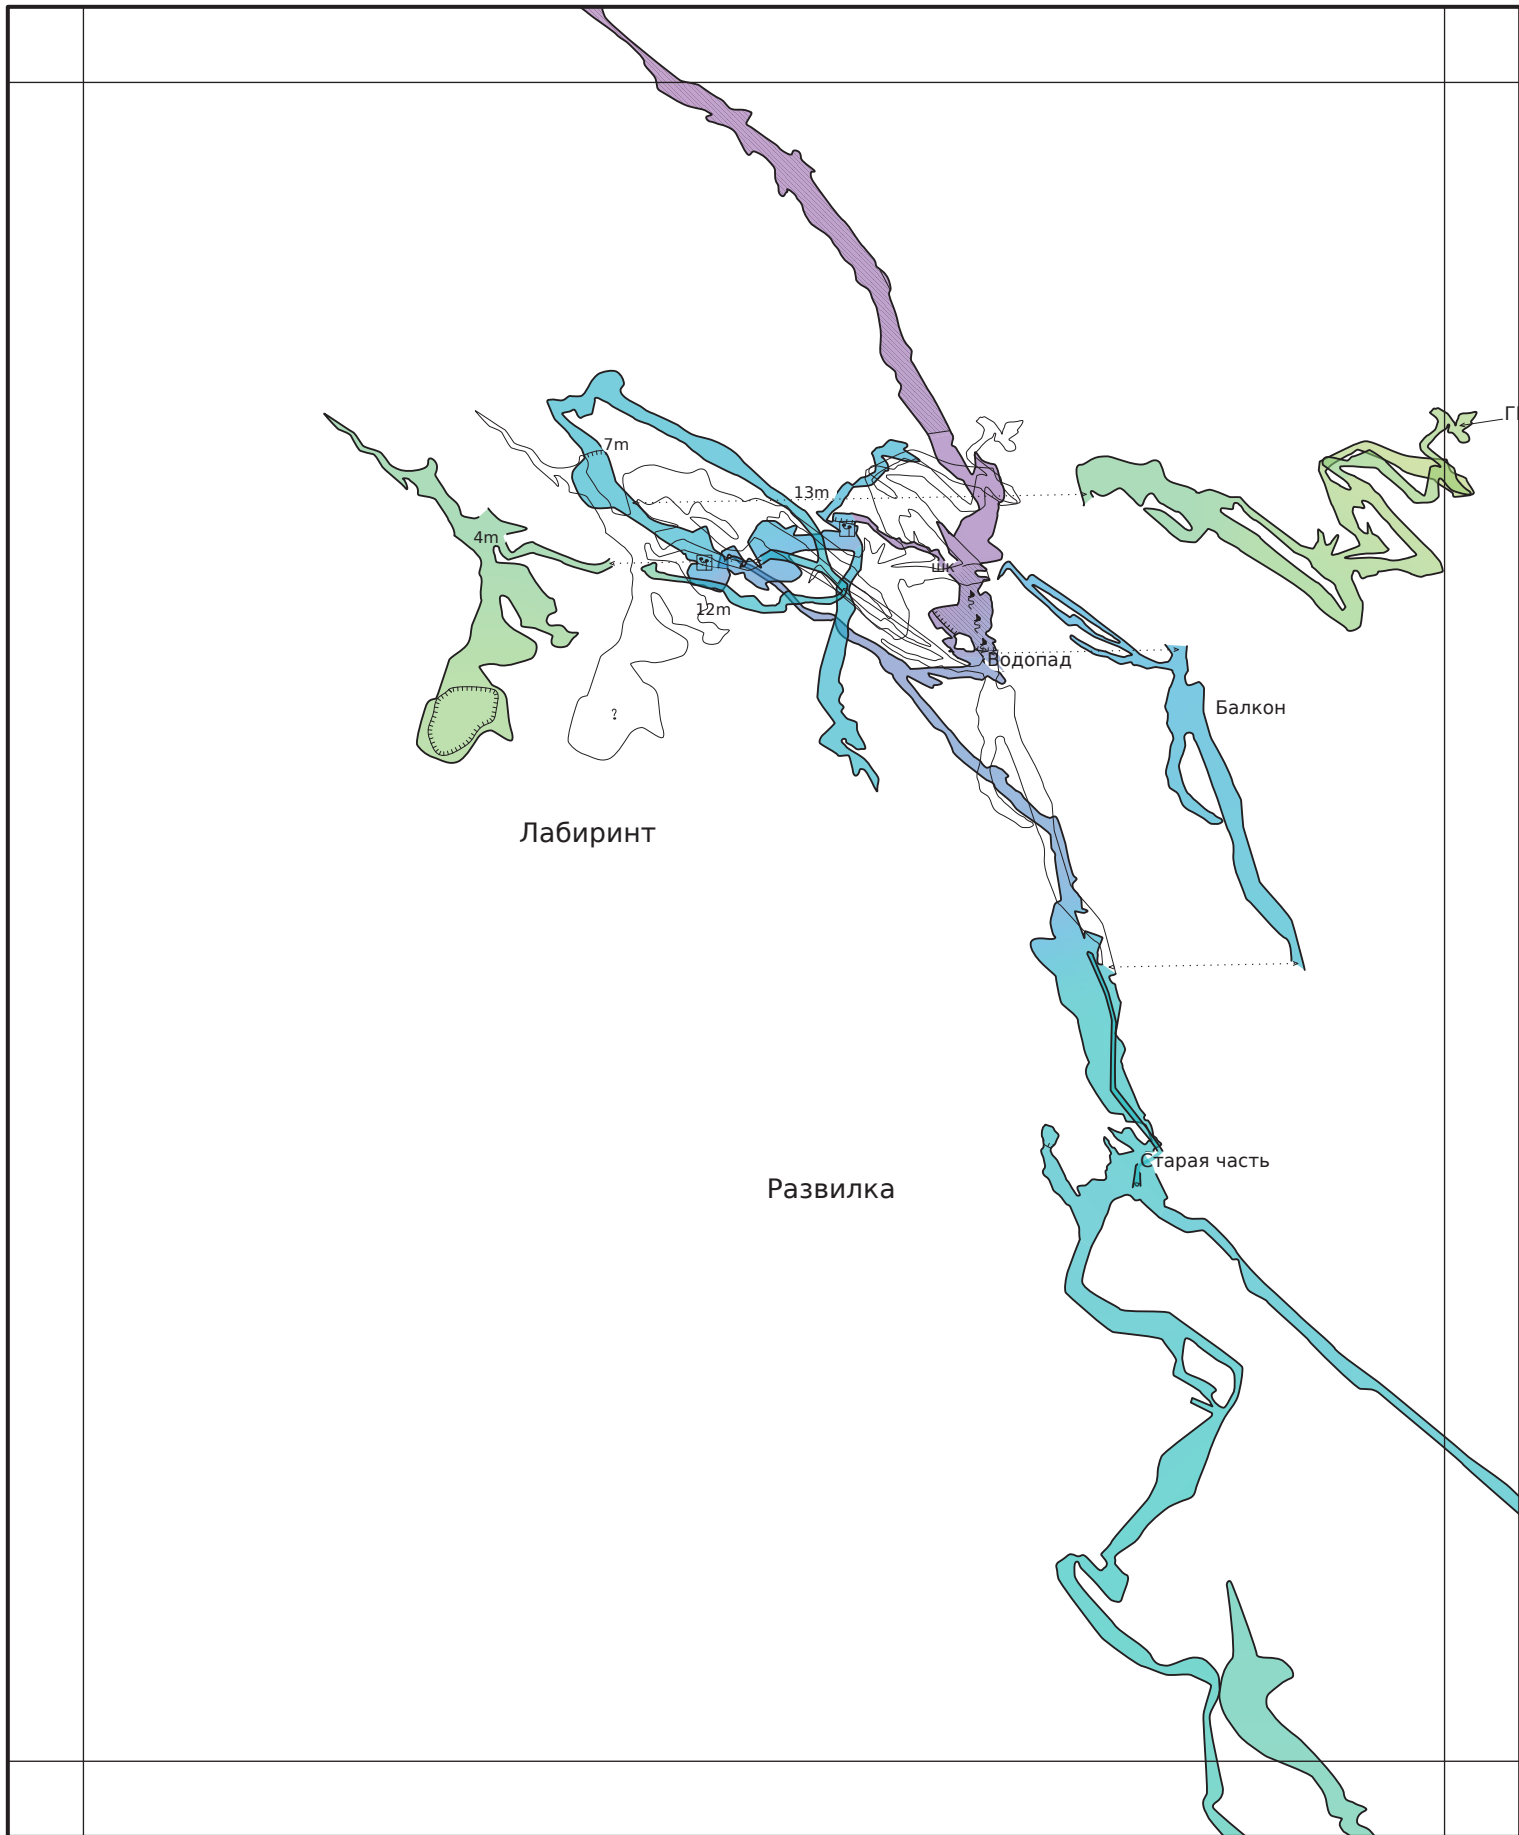 7m
13m
4m
шк
12m
Водопад
Балкон
?
Лабиринт
Старая часть
Развилка